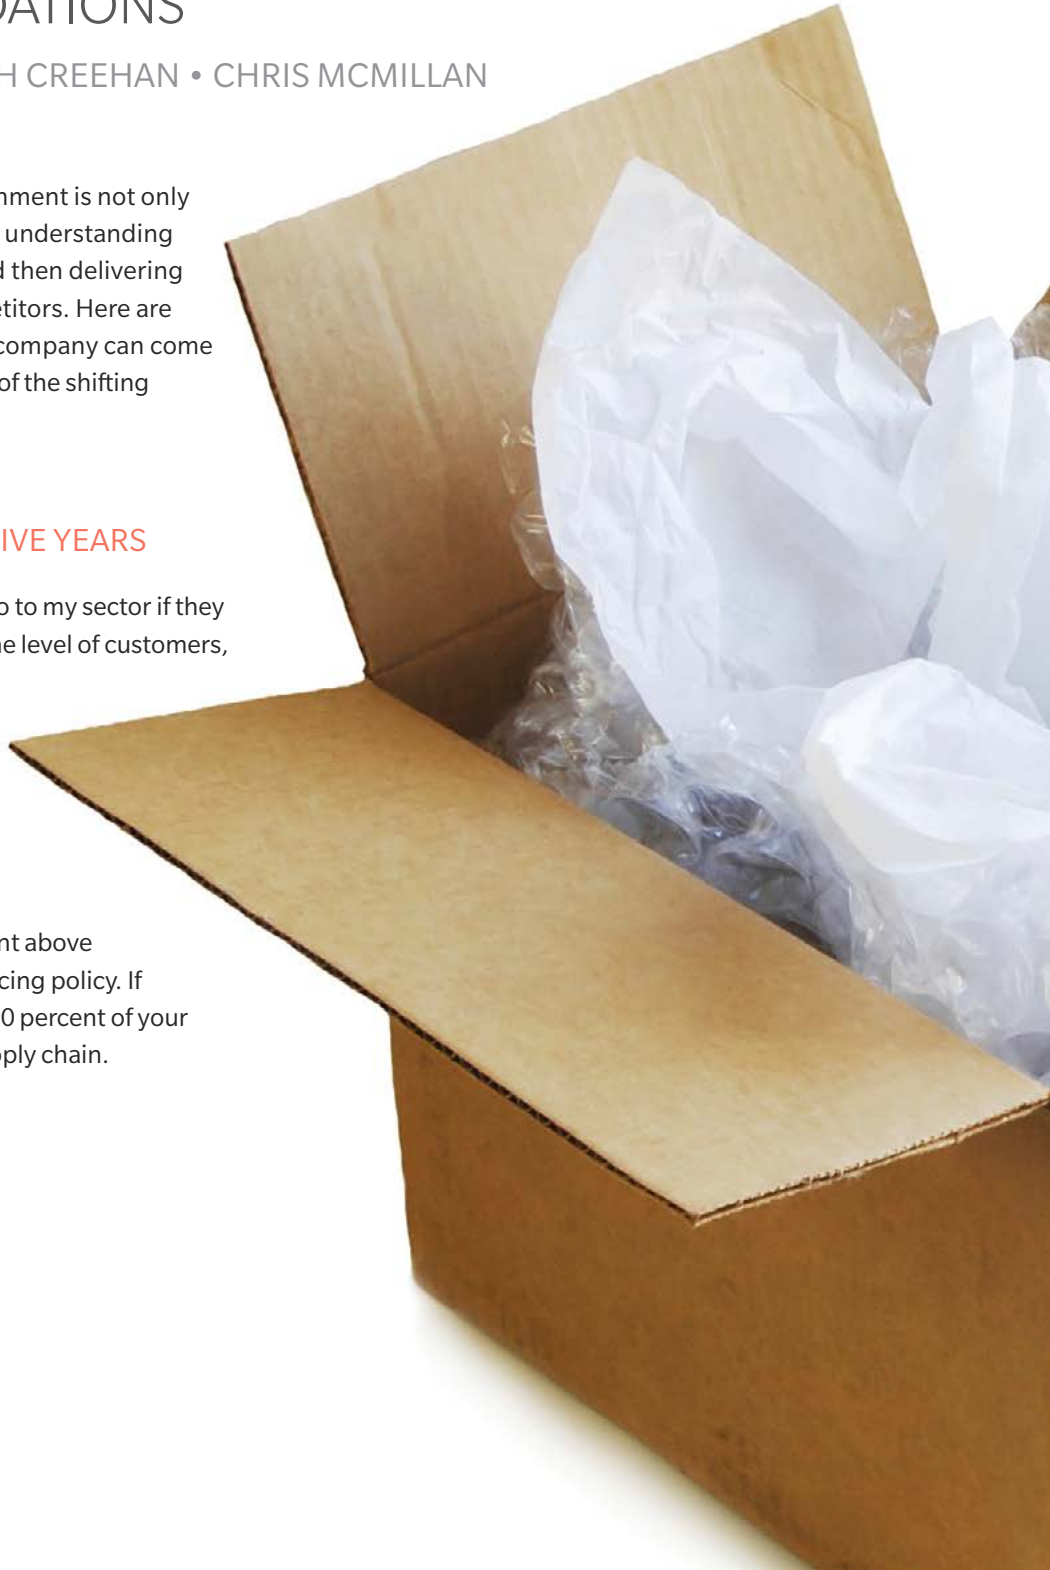 DATIONS
H CREEHAN • CHRIS MCMILLAN
nment is not only
understanding
d then delivering
etitors. Here are
company can come
of the shifting
IVE YEARS
o to my sector if they
e level of customers,
nt above
cing policy. If
0 percent of your
ply chain.